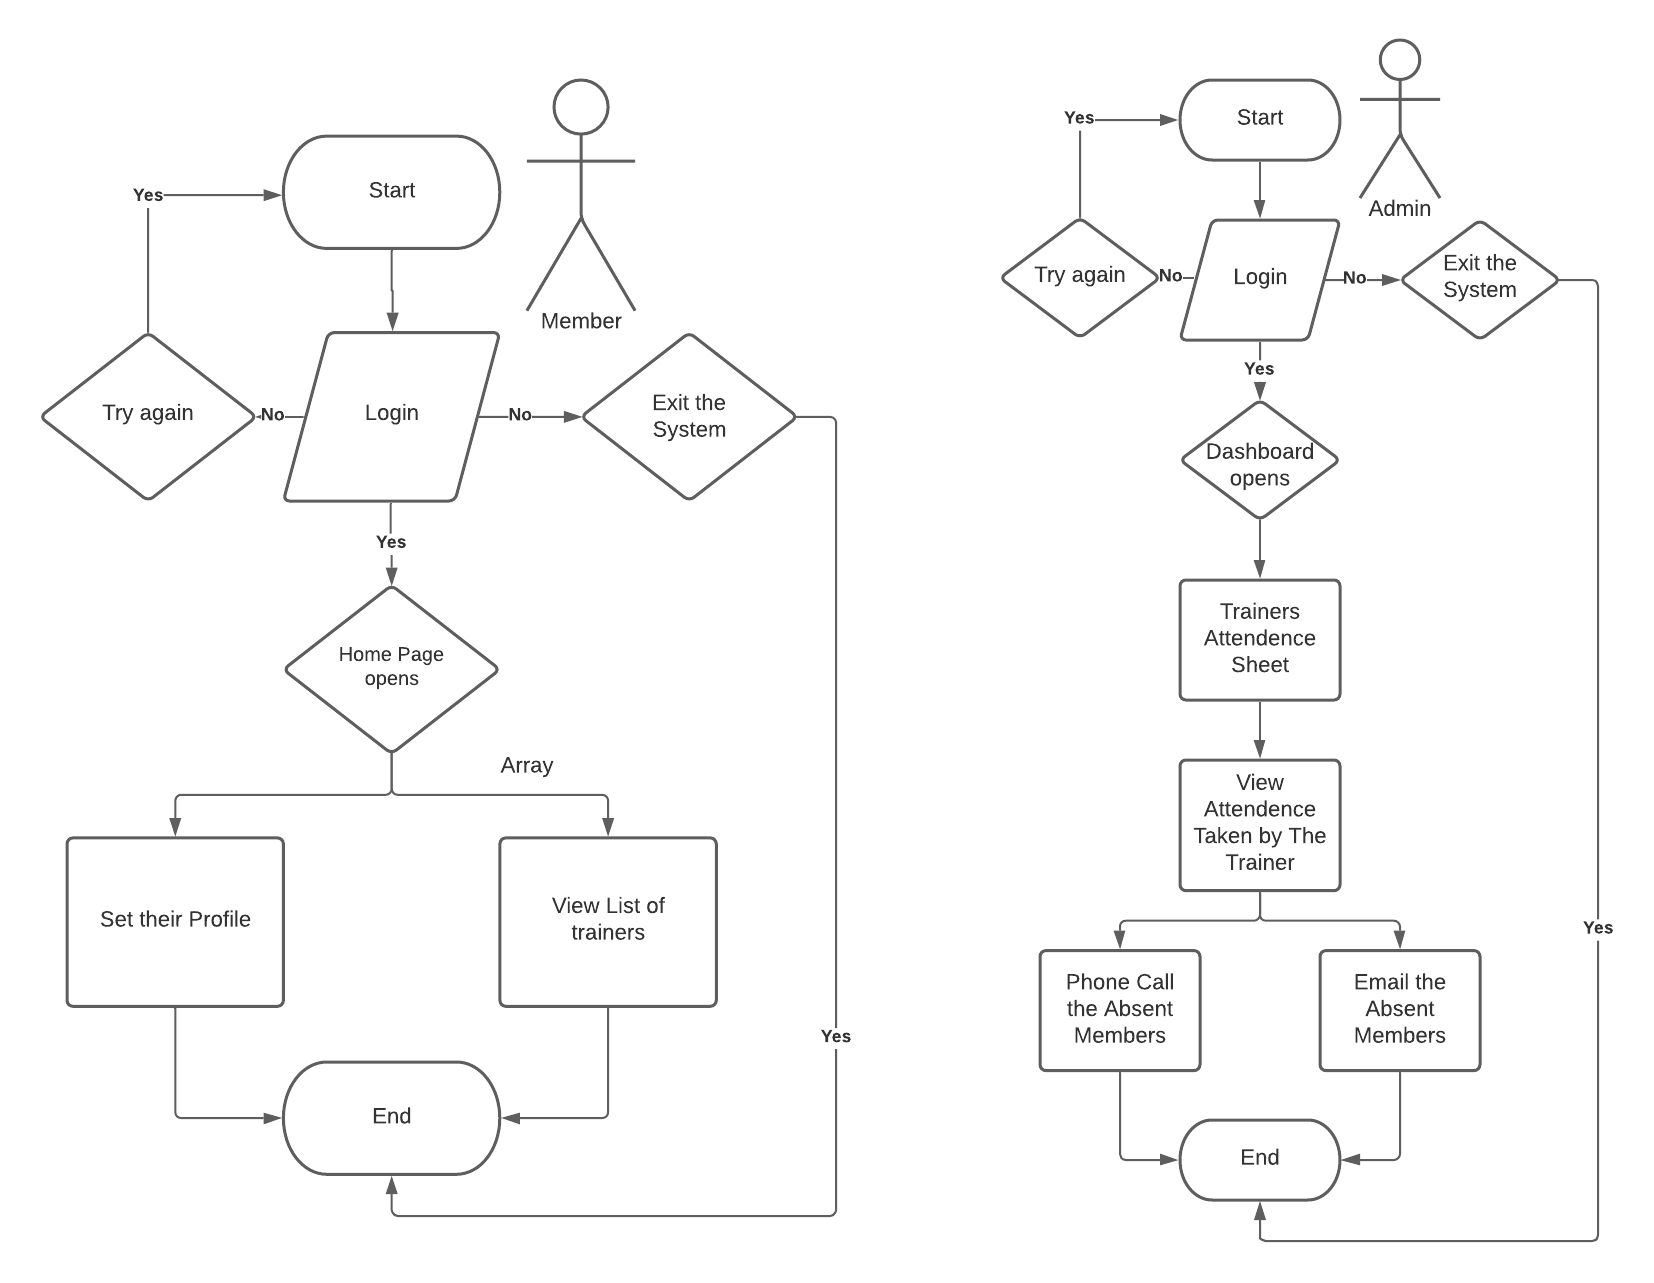 Yes
Start
Member
Try again
No
Login
No
Exit the
System
Yes
Home Page
opens
Array
Set their Profile
View List of
trainers
Yes
End
Yes
Start
Admin
Try again
No
Login
No
Exit the
System
Yes
Dashboard
opens
Trainers
Attendence
Sheet
View
Attendence
Taken by The
Trainer
Yes
Phone Call
the Absent
Members
Email the
Absent
Members
End